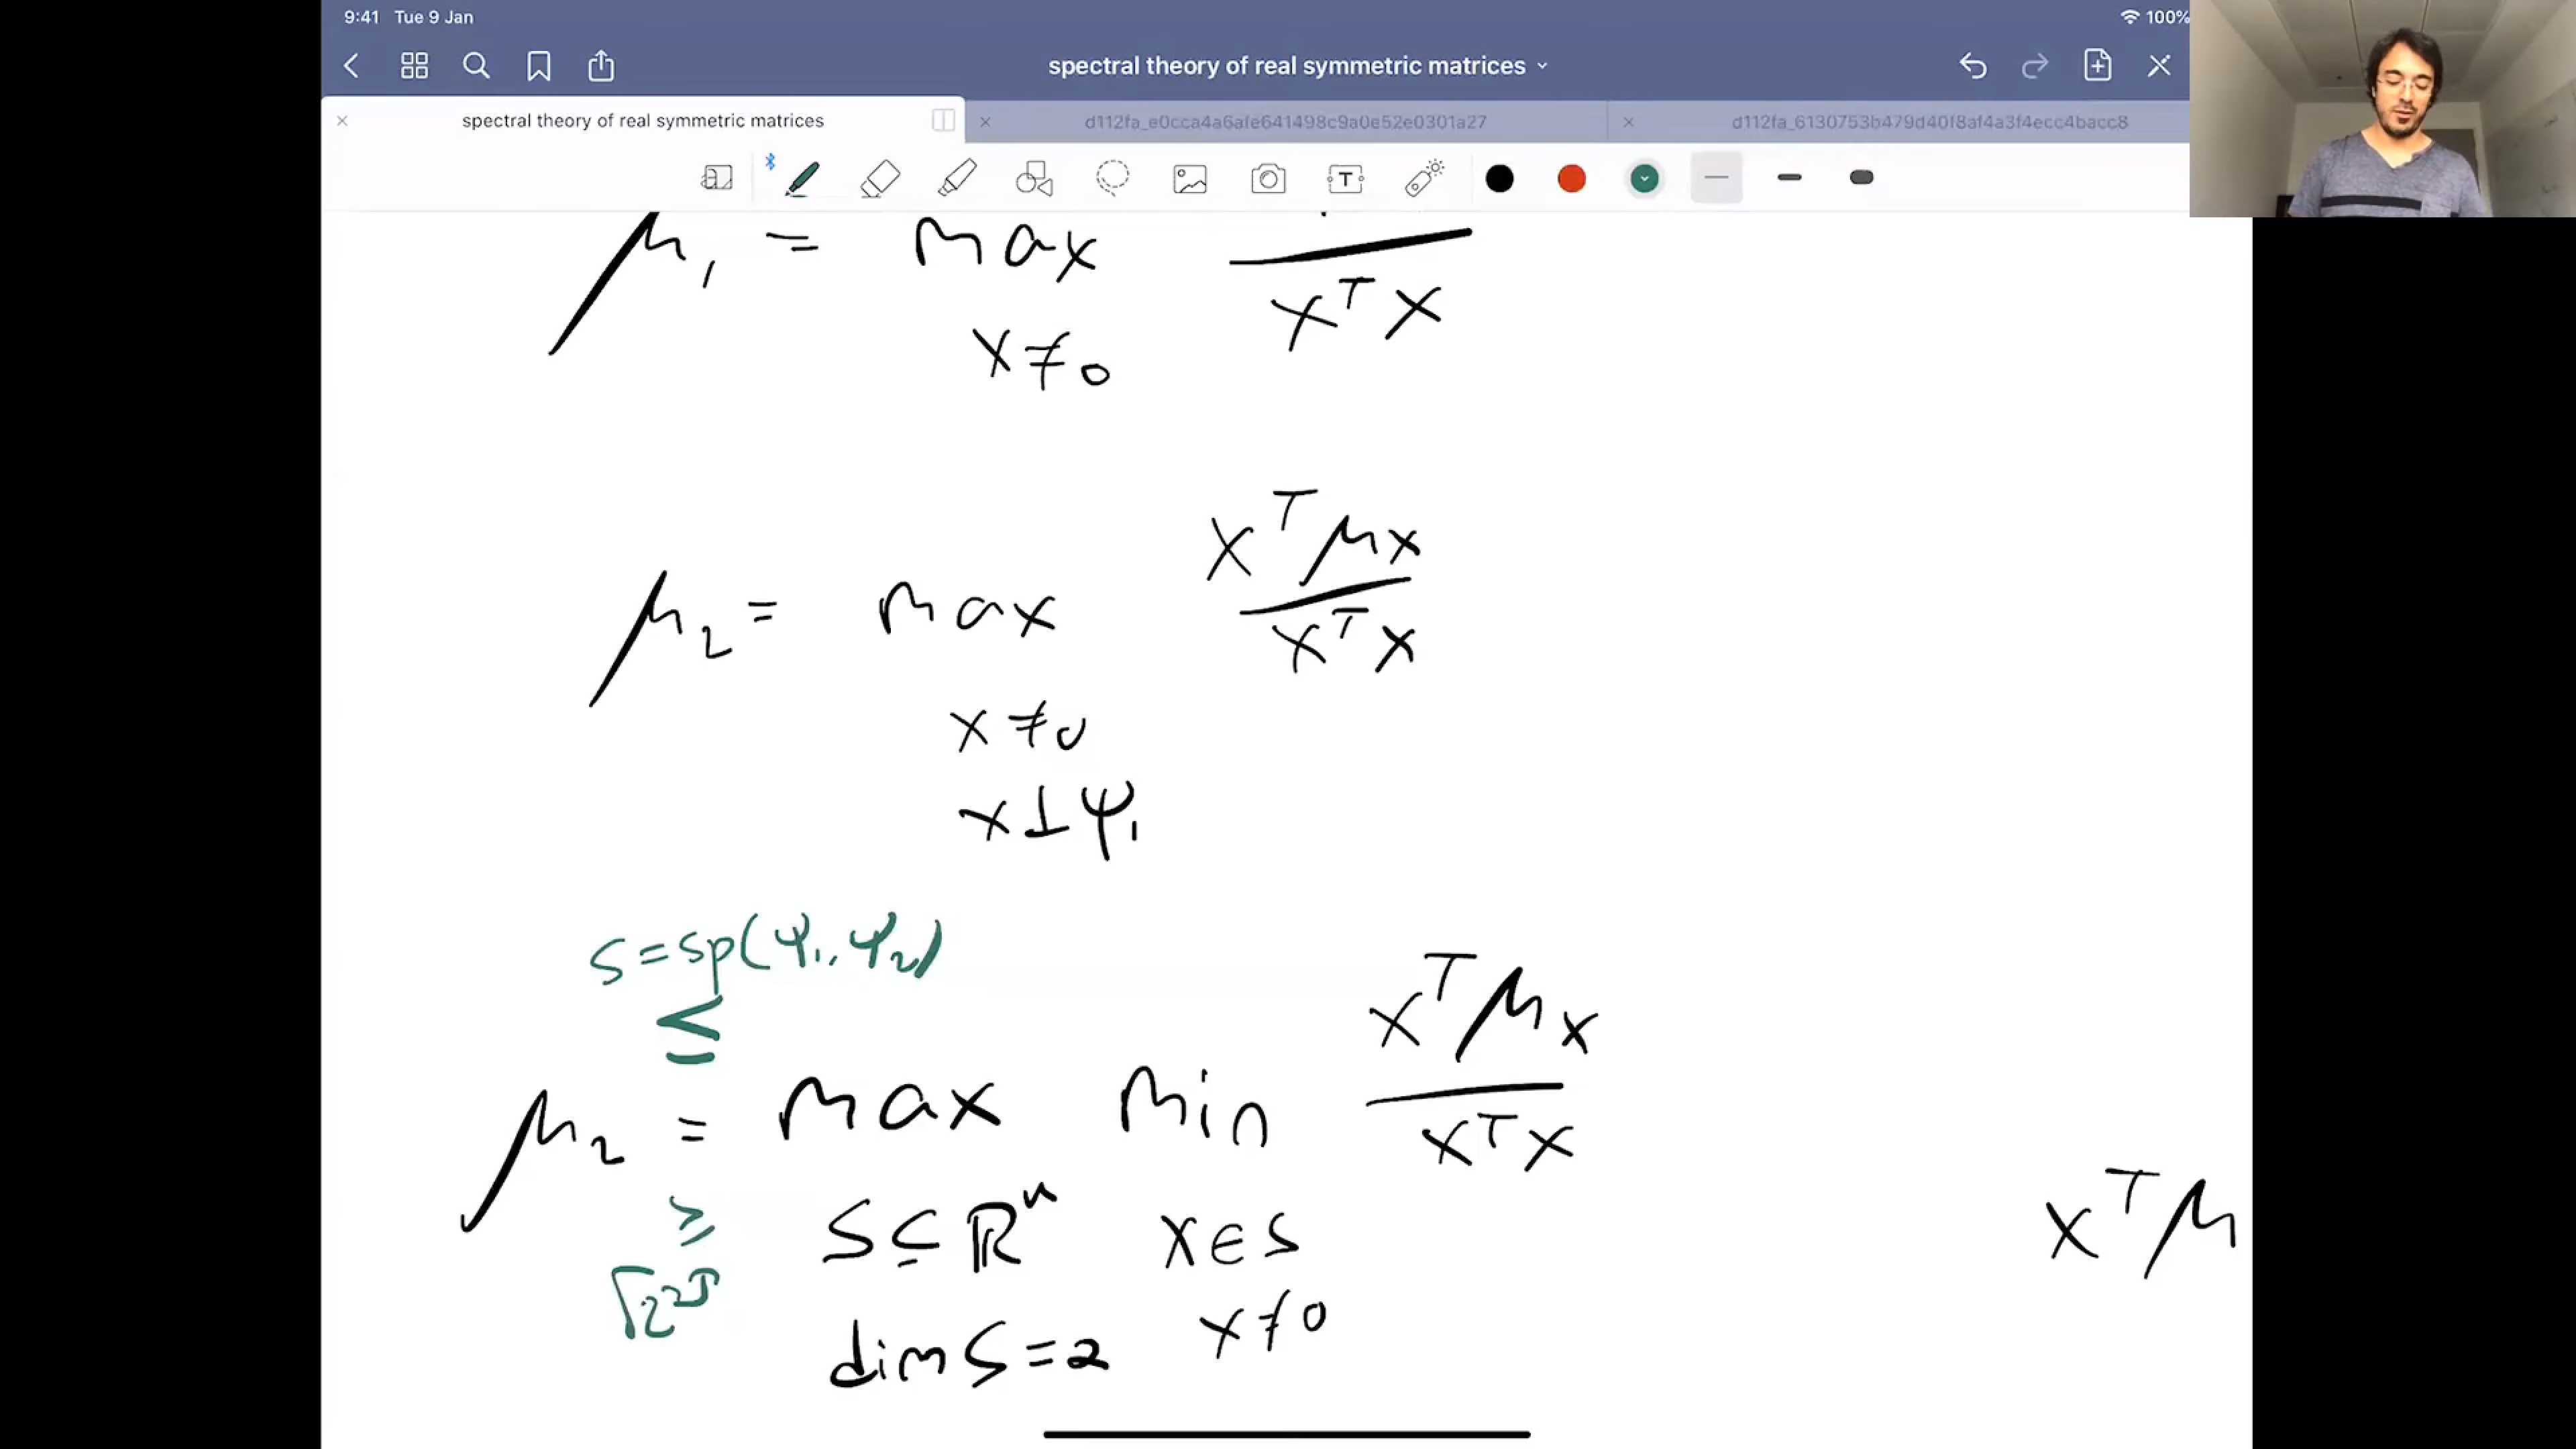 9:41 Tue 9 Jan
100%
spectral theory of real symmetric matrices
spectral theory of real symmetric matrices
d112fa_e0cca4a6afe641498c9a0e52e0301a27
d112fa_6130753b479d40f8af4a3f4ecc4bacc8
μ₁ = max
xᵀx
x≠0
xᵀMx
μ₂ = max
xᵀx
x≠0
x⊥ψ₁
S=sp(ψ₁, ψ₂)
≤
xᵀMx
μ₂ = max min
xᵀx
≥
S⊆ℝⁿ x∈S
xᵀM
dim S=2 x≠0